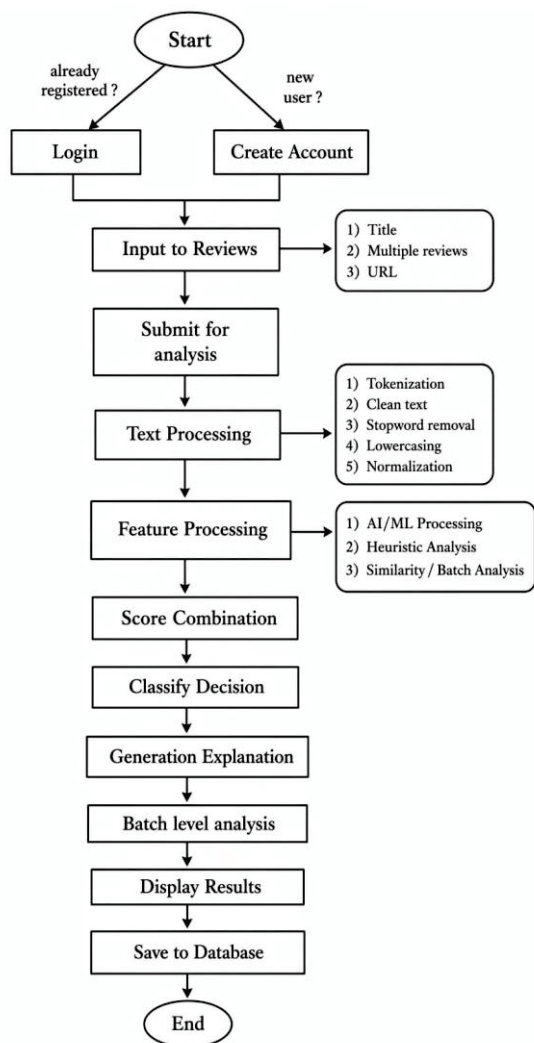 Start
already
registered ?
new
user ?
Login
Create Account
Input to Reviews
1) Title
2) Multiple reviews
3) URL
Submit for
analysis
Text Processing
1) Tokenization
2) Clean text
3) Stopword removal
4) Lowercasing
5) Normalization
Feature Processing
1) AI/ML Processing
2) Heuristic Analysis
3) Similarity / Batch Analysis
Score Combination
Classify Decision
Generation Explanation
Batch level analysis
Display Results
Save to Database
End